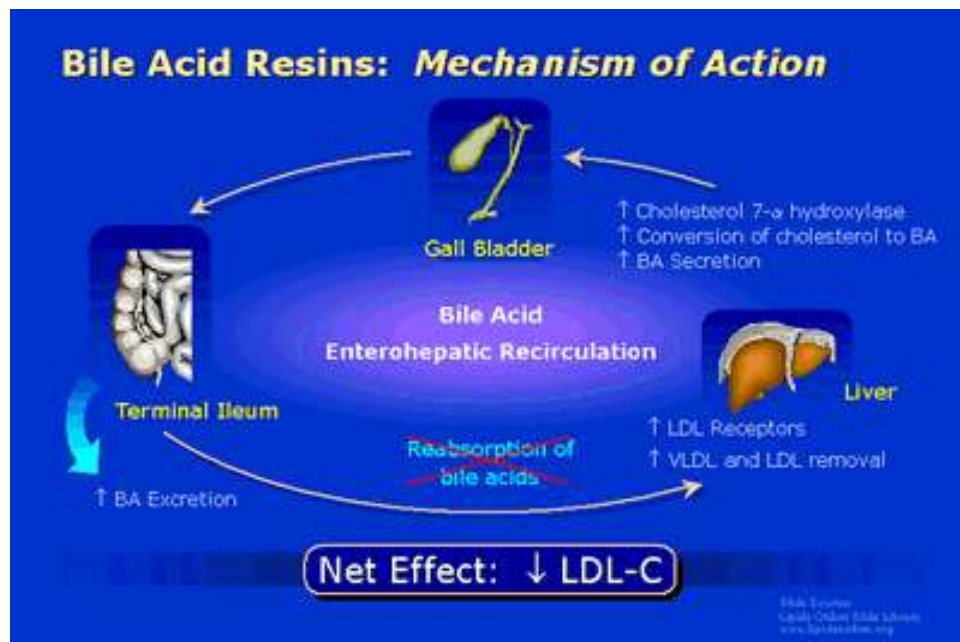 Bile Acid Resins: Mechanism of Action
↑ Cholesterol 7-α hydroxylase
↑ Conversion of cholesterol to BA
↑ BA Secretion
Gall Bladder
Bile Acid
Enterohepatic Recirculation
Liver
Terminal Ileum
↑ LDL Receptors
↑ VLDL and LDL removal
Reabsorption of
bile acids
↑ BA Excretion
Net Effect: ↓ LDL-C